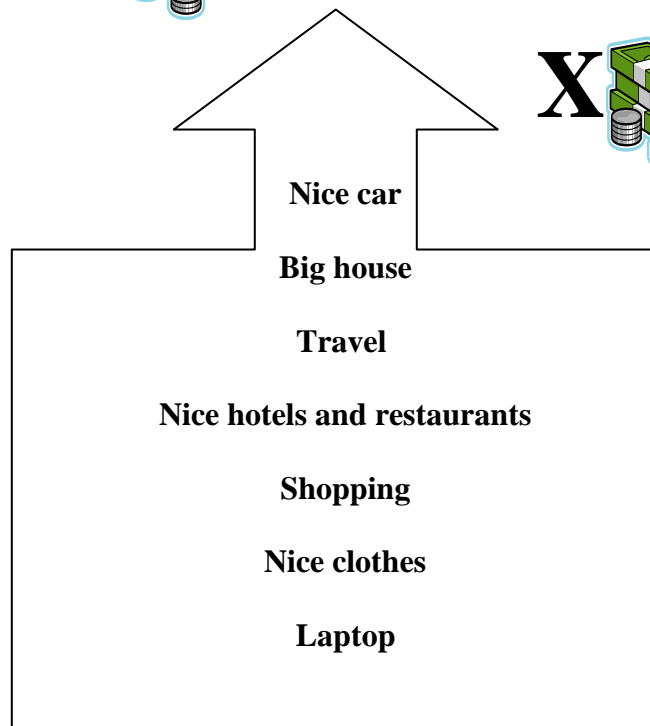 X
Nice car
Big house
Travel
Nice hotels and restaurants
Shopping
Nice clothes
Laptop